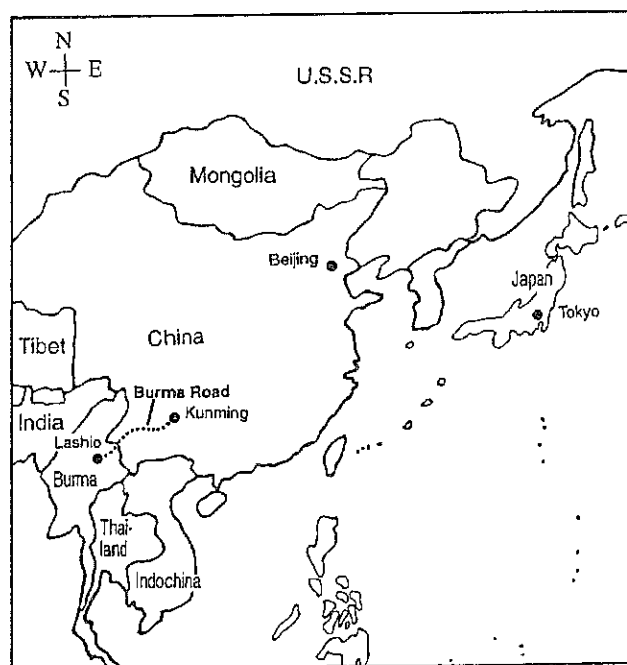 N
W E
S
U.S.S.R
Mongolia
Beijing
Japan
Tokyo
Tibet
China
Burma Road
India
Kunming
Lashio
Burma
Thai-
land
Indochina